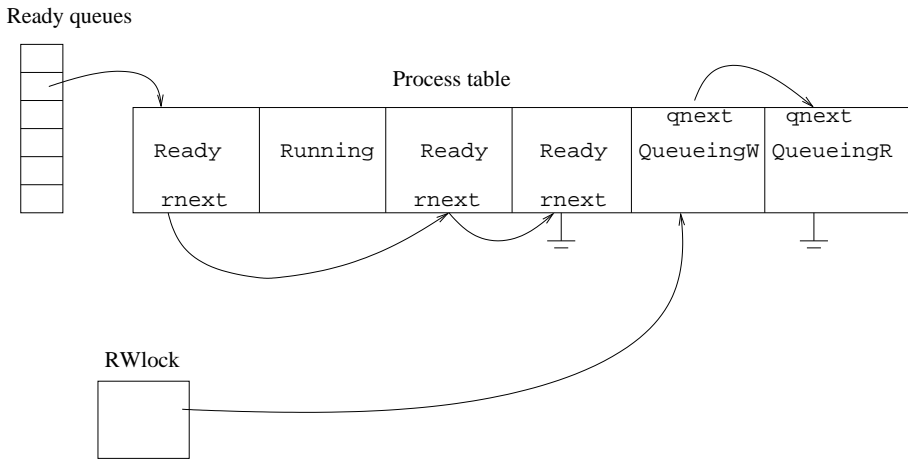 Ready queues
Process table
qnext qnext
Ready Running Ready Ready QueueingW QueueingR
rnext rnext rnext
RWlock